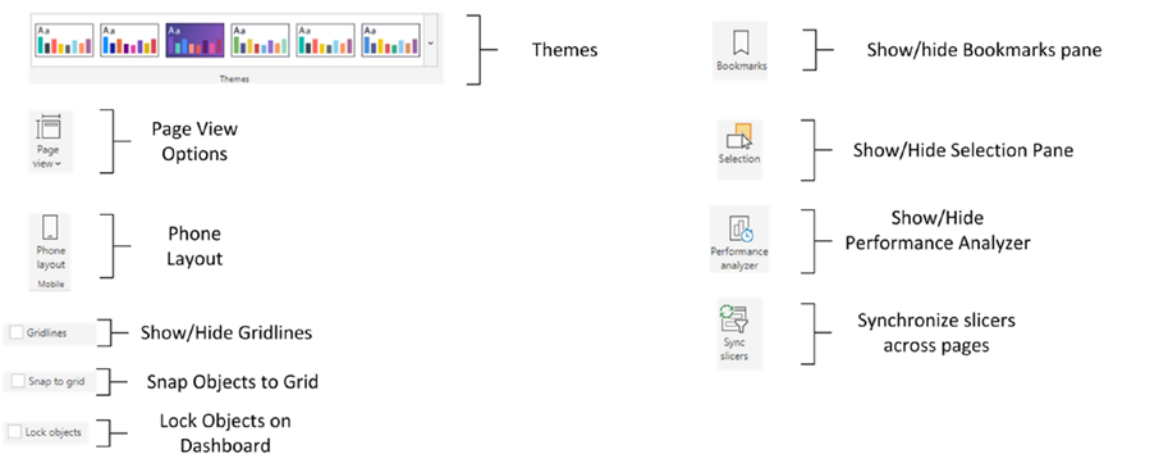 Aa Aa Aa Aa Aa Aa
Themes
Themes
Page
view
Page View
Options
Phone
layout
Mobile
Phone
Layout
Gridlines
Show/Hide Gridlines
Snap to grid
Snap Objects to Grid
Lock objects
Lock Objects on
Dashboard
Bookmarks
Show/hide Bookmarks pane
Selection
Show/Hide Selection Pane
Performance
analyzer
Show/Hide
Performance Analyzer
Sync
slicers
Synchronize slicers
across pages